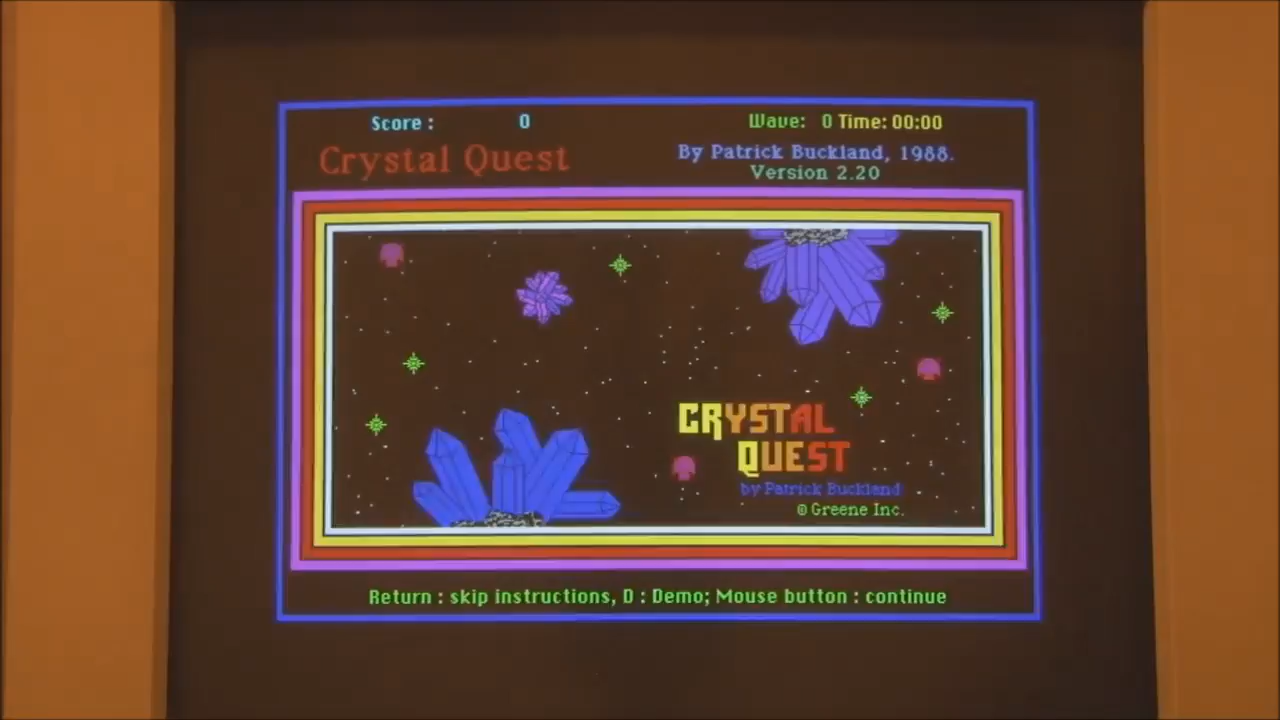 Score : 0
Wave: 0 Time: 00:00
Crystal Quest
By Patrick Buckland, 1988.
Version 2.20
CRYSTAL
QUEST
by Patrick Buckland
© Greene Inc.
Return : skip instructions, D : Demo; Mouse button : continue